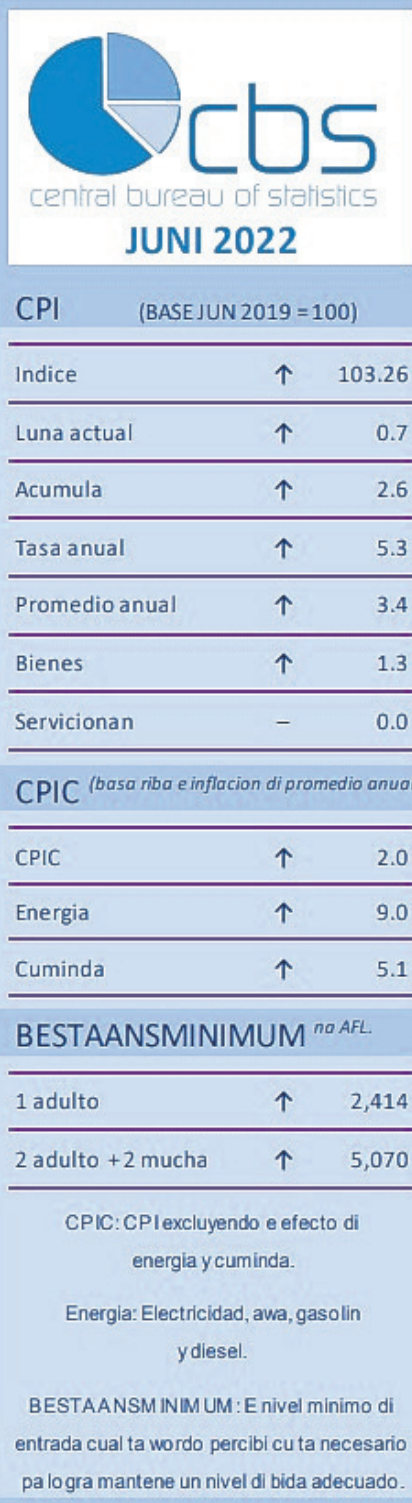 cbs
central bureau of statistics
JUNI 2022
CPI (BASE JUN 2019 = 100)
Indice ↑ 103.26
Luna actual ↑ 0.7
Acumula ↑ 2.6
Tasa anual ↑ 5.3
Promedio anual ↑ 3.4
Bienes ↑ 1.3
Servicionan – 0.0
CPIC (basa riba e inflacion di promedio anual
CPIC ↑ 2.0
Energia ↑ 9.0
Cuminda ↑ 5.1
BESTAANSMINIMUM na AFL.
1 adulto ↑ 2,414
2 adulto + 2 mucha ↑ 5,070
CPIC: CPI excluyendo e efecto di
energia y cuminda.
Energia: Electricidad, awa, gasolin
y diesel.
BESTAANSMINIMUM: E nivel minimo di
entrada cual ta wordo percibi cu ta necesario
pa logra mantene un nivel di bida adecuado.